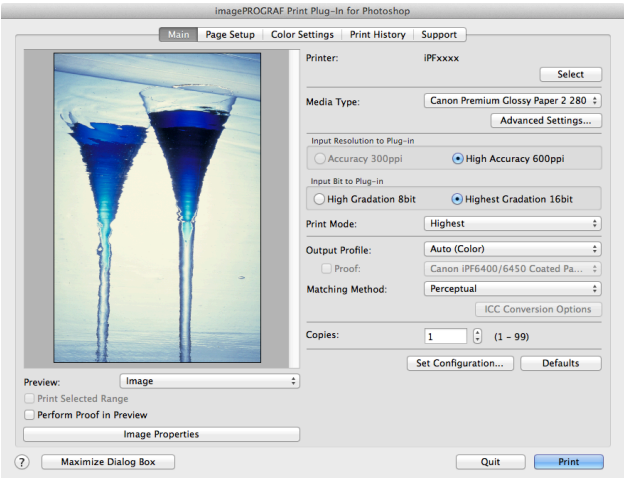 imagePROGRAF Print Plug-In for Photoshop
Main Page Setup Color Settings Print History Support
Printer: iPFxxxx
Select
Media Type: Canon Premium Glossy Paper 2 280
Advanced Settings...
Input Resolution to Plug-in
Accuracy 300ppi High Accuracy 600ppi
Input Bit to Plug-in
High Gradation 8bit Highest Gradation 16bit
Print Mode: Highest
Output Profile: Auto (Color)
Proof: Canon iPF6400/6450 Coated Pa...
Matching Method: Perceptual
ICC Conversion Options
Copies: 1 (1 – 99)
Set Configuration... Defaults
Preview: Image
Print Selected Range
Perform Proof in Preview
Image Properties
? Maximize Dialog Box Quit Print